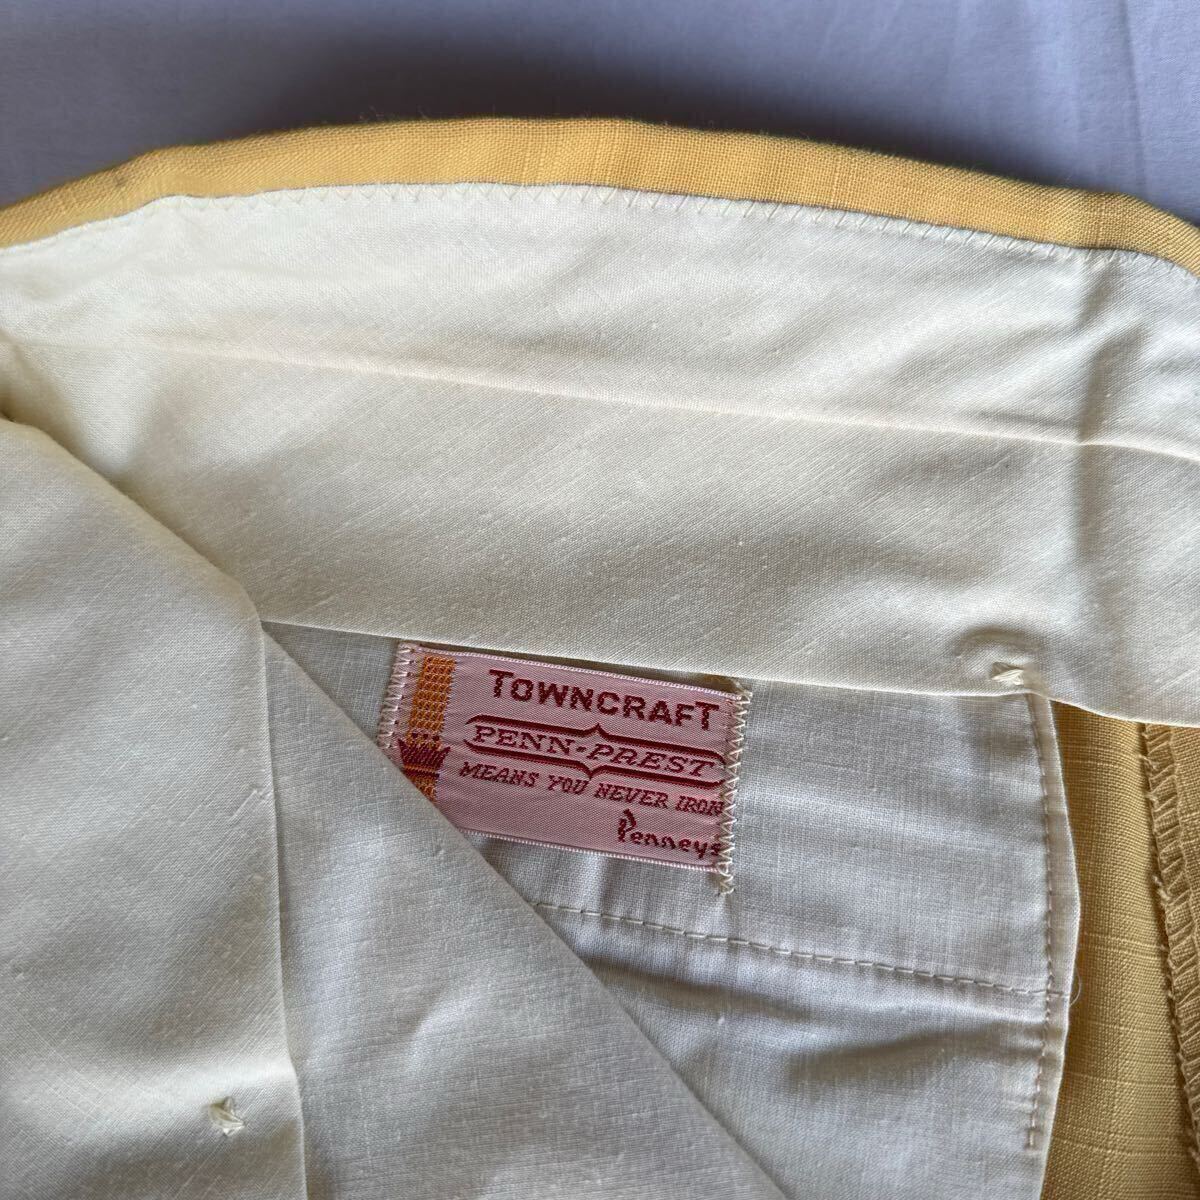 TOWNCRAFT
PENN-PREST
MEANS YOU NEVER IRON
Penneys